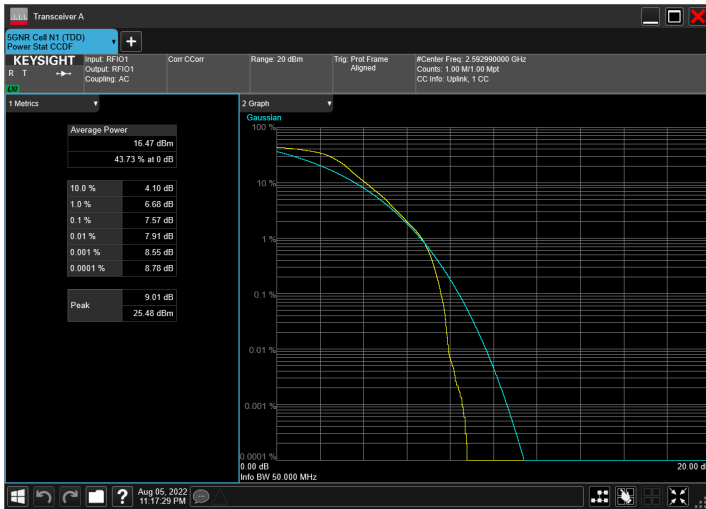 Transceiver A
5GNR Cell N1 (TDD)
Power Stat CCDF
KEYSIGHT
R T
LXI
Input: RFIO1
Output: RFIO1
Coupling: AC
Corr CCorr
Range: 20 dBm
Trig: Prot Frame
Aligned
#Center Freq: 2.592990000 GHz
Counts: 1.00 M/1.00 Mpt
CC Info: Uplink, 1 CC
1 Metrics
Average Power
16.47 dBm
43.73 % at 0 dB
10.0 % 4.10 dB
1.0 % 6.68 dB
0.1 % 7.57 dB
0.01 % 7.91 dB
0.001 % 8.55 dB
0.0001 % 8.78 dB
Peak 9.01 dB
25.48 dBm
2 Graph
Gaussian
100 %
10 %
1 %
0.1 %
0.01 %
0.001 %
0.0001 %
0.00 dB 20.00 d
Info BW 50.000 MHz
? Aug 05, 2022
11:17:29 PM